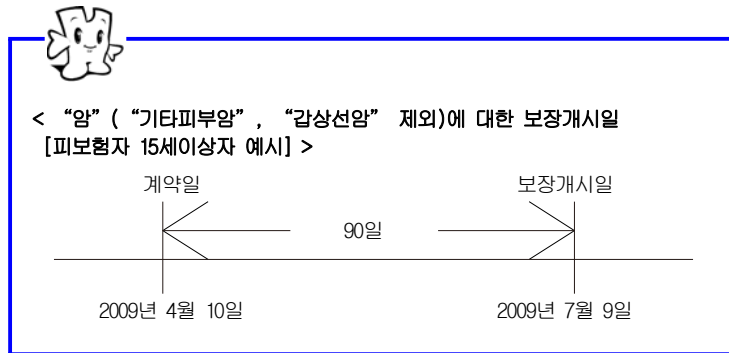 < “암” ( “기타피부암” , “갑상선암” 제외)에 대한 보장개시일
[피보험자 15세이상자 예시] >
계약일 보장개시일
90일
2009년 4월 10일 2009년 7월 9일